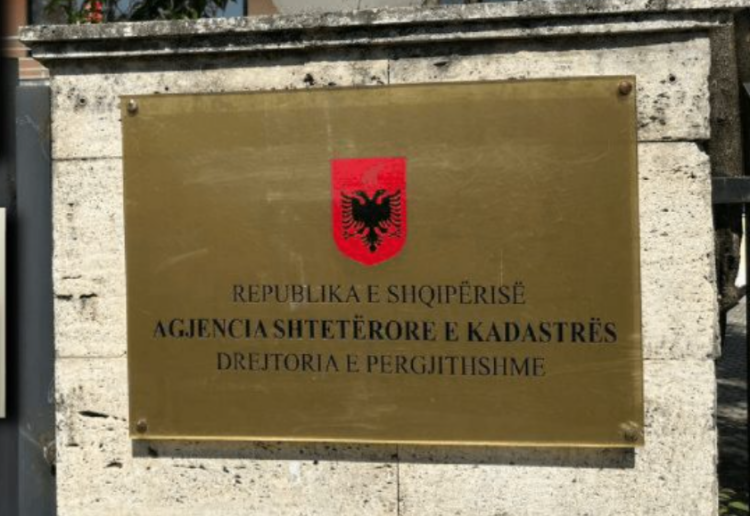 REPUBLIKA E SHQIPËRISË
AGJENCIA SHTETËRORE E KADASTRËS
DREJTORIA E PERGJITHSHME